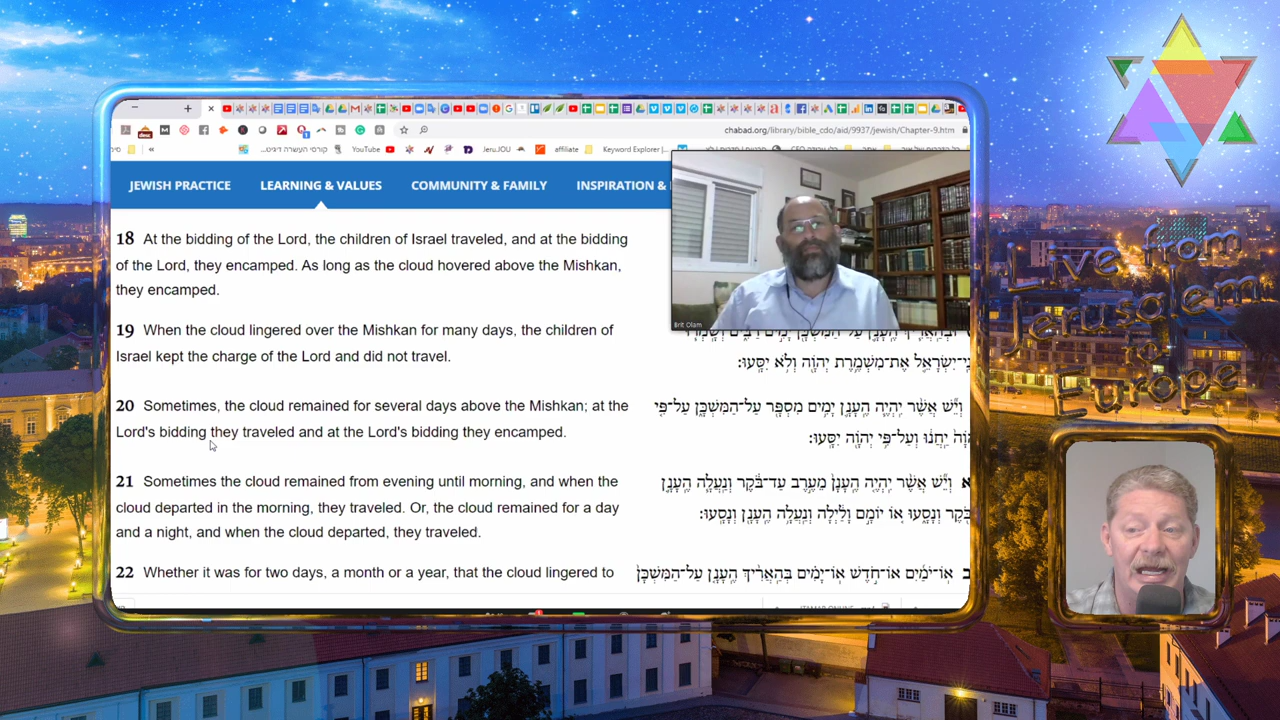 chabad.org/library/bible_cdo/aid/9937/jewish/Chapter-9.htm
YouTube
Jeru.JOU
affiliate
Keyword Explorer |...
JEWISH PRACTICE LEARNING & VALUES COMMUNITY & FAMILY INSPIRATION &
18 At the bidding of the Lord, the children of Israel traveled, and at the bidding
of the Lord, they encamped. As long as the cloud hovered above the Mishkan,
they encamped.
19 When the cloud lingered over the Mishkan for many days, the children of
Israel kept the charge of the Lord and did not travel.
20 Sometimes, the cloud remained for several days above the Mishkan; at the
Lord's bidding they traveled and at the Lord's bidding they encamped.
21 Sometimes the cloud remained from evening until morning, and when the
cloud departed in the morning, they traveled. Or, the cloud remained for a day
and a night, and when the cloud departed, they traveled.
22 Whether it was for two days, a month or a year, that the cloud lingered to
Brit Olam
יִשְׂרָאֵ֛ל אֶת־מִשְׁמֶ֥רֶת יְהֹוָ֖ה וְלֹ֥א יִסָּֽעוּ:
וְיֵ֞שׁ אֲשֶׁ֨ר יִהְיֶ֧ה הֶֽעָנָ֛ן יָמִ֥ים מִסְפָּ֖ר עַל־הַמִּשְׁכָּ֑ן עַל־פִּ֤י
יַֽחֲנ֔וּ וְעַל־פִּ֥י יְהֹוָ֖ה יִסָּֽעוּ:
וְיֵ֞שׁ אֲשֶׁ֨ר יִהְיֶ֤ה הֶֽעָנָן֙ מֵעֶ֣רֶב עַד־בֹּ֔קֶר וְנַֽעֲלָ֧ה הֶֽעָנָ֛ן
וְנָסָ֑עוּ א֚וֹ יוֹמָ֣ם וָלַ֔יְלָה וְנַֽעֲלָ֥ה הֶֽעָנָ֖ן וְנָסָֽעוּ:
אֽוֹ־יֹמַ֜יִם אוֹ־חֹ֣דֶשׁ אֽוֹ־יָמִ֗ים בְּהַֽאֲרִ֨יךְ הֶֽעָנָ֤ן עַל־הַמִּשְׁכָּן֙
Live from
Jerusalem
to
Europe